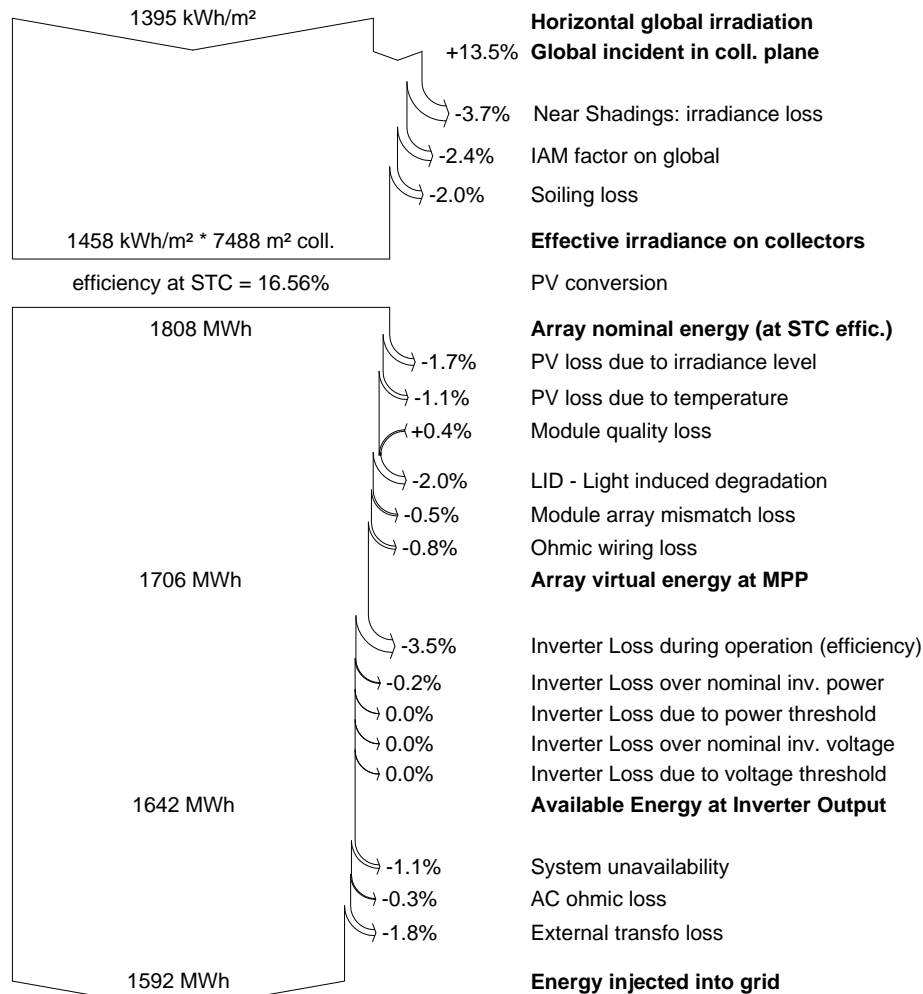 1395 kWh/m² Horizontal global irradiation
+13.5% Global incident in coll. plane
-3.7% Near Shadings: irradiance loss
-2.4% IAM factor on global
-2.0% Soiling loss
1458 kWh/m² * 7488 m² coll. Effective irradiance on collectors
efficiency at STC = 16.56% PV conversion
1808 MWh Array nominal energy (at STC effic.)
-1.7% PV loss due to irradiance level
-1.1% PV loss due to temperature
+0.4% Module quality loss
-2.0% LID - Light induced degradation
-0.5% Module array mismatch loss
-0.8% Ohmic wiring loss
1706 MWh Array virtual energy at MPP
-3.5% Inverter Loss during operation (efficiency)
-0.2% Inverter Loss over nominal inv. power
0.0% Inverter Loss due to power threshold
0.0% Inverter Loss over nominal inv. voltage
0.0% Inverter Loss due to voltage threshold
1642 MWh Available Energy at Inverter Output
-1.1% System unavailability
-0.3% AC ohmic loss
-1.8% External transfo loss
1592 MWh Energy injected into grid